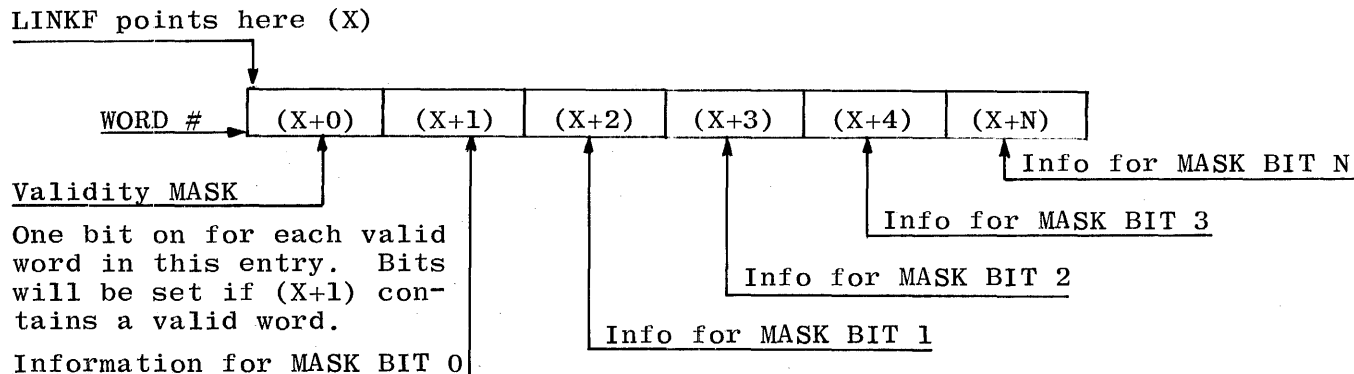 LINKF points here (X)
WORD # (X+0) (X+1) (X+2) (X+3) (X+4) (X+N)
Info for MASK BIT N
Validity MASK
Info for MASK BIT 3
One bit on for each valid
word in this entry. Bits
will be set if (X+1) con-
tains a valid word.
Info for MASK BIT 2
Info for MASK BIT 1
Information for MASK BIT 0